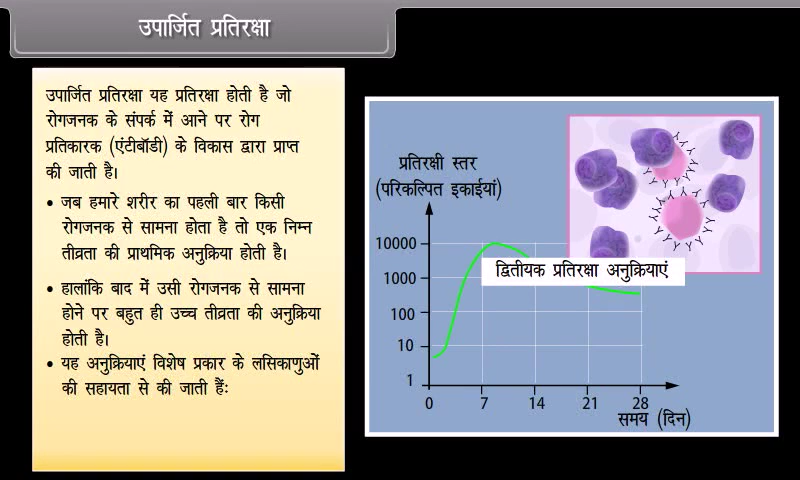 उपार्जित प्रतिरक्षा
उपार्जित प्रतिरक्षा यह प्रतिरक्षा होती है जो
रोगजनक के संपर्क में आने पर रोग
प्रतिकारक (एंटीबॉडी) के विकास द्वारा प्राप्त
की जाती है।
• जब हमारे शरीर का पहली बार किसी
रोगजनक से सामना होता है तो एक निम्न
तीव्रता की प्राथमिक अनुक्रिया होती है।
• हालांकि बाद में उसी रोगजनक से सामना
होने पर बहुत ही उच्च तीव्रता की अनुक्रिया
होती है।
• यह अनुक्रियाएं विशेष प्रकार के लसिकाणुओं
की सहायता से की जाती हैः
प्रतिरक्षी स्तर
(परिकल्पित इकाईयां)
10000
1000
100
10
1
द्वितीयक प्रतिरक्षा अनुक्रियाएं
0 7 14 21 28
समय (दिन)